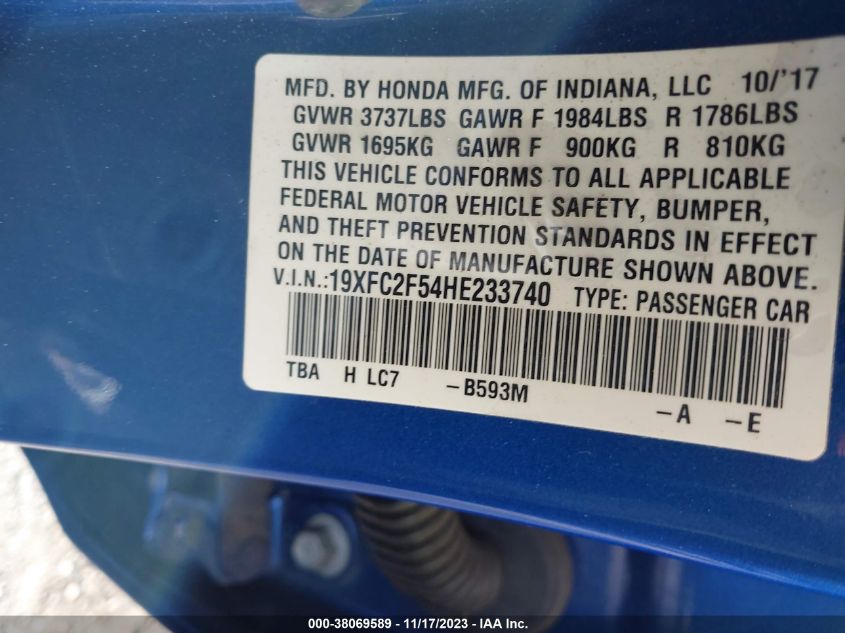 MFD. BY HONDA MFG. OF INDIANA, LLC 10/'17
GVWR 3737LBS GAWR F 1984LBS R 1786LBS
GVWR 1695KG GAWR F 900KG R 810KG
THIS VEHICLE CONFORMS TO ALL APPLICABLE
FEDERAL MOTOR VEHICLE SAFETY, BUMPER,
AND THEFT PREVENTION STANDARDS IN EFFECT
ON THE DATE OF MANUFACTURE SHOWN ABOVE.
V.I.N.:19XFC2F54HE233740 TYPE: PASSENGER CAR
TBA H LC7 -B593M
-A -E
000-38069589 — 11/17/2023 — IAA Inc.